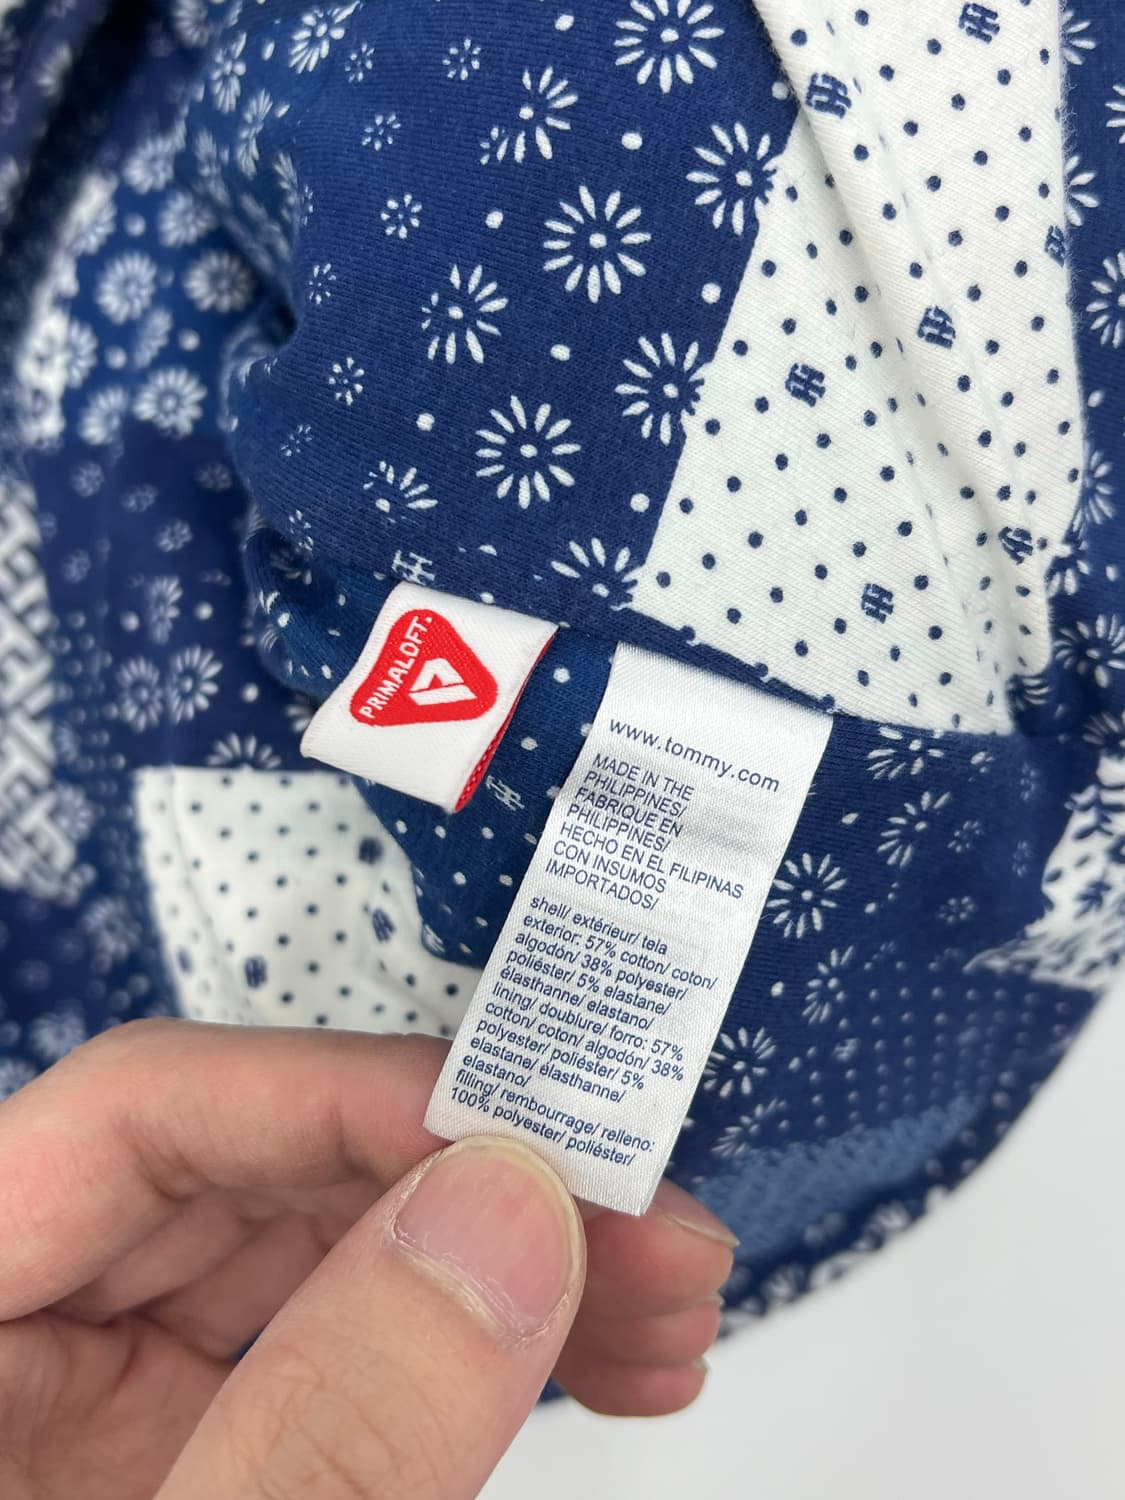 PRIMALOFT.
www.tommy.com
MADE IN THE
PHILIPPINES/
FABRIQUE EN
PHILIPPINES/
HECHO EN EL FILIPINAS
CON INSUMOS
IMPORTADOS/
shell/ extérieur/ tela
exterior: 57% cotton/ coton/
algodón/ 38% polyester/
poliéster/ 5% elastane/
élasthanne/ elastano/
lining/ doublure/ forro: 57%
cotton/ coton/ algodón/ 38%
polyester/ poliéster/ 5%
elastane/ élasthanne/
elastano/
filling/ rembourrage/ relleno:
100% polyester/ poliéster/